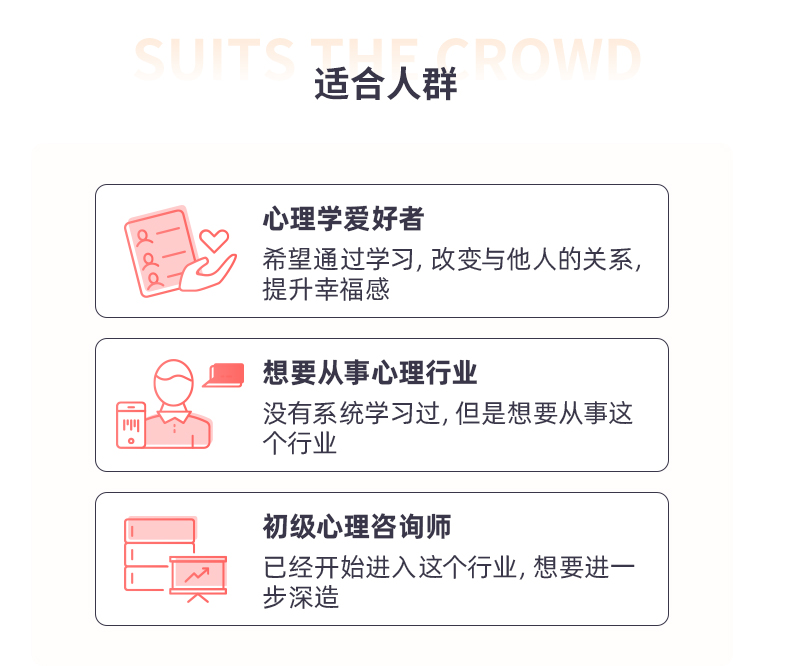 SUITS THE CROWD
适合人群
心理学爱好者
希望通过学习, 改变与他人的关系,
提升幸福感
想要从事心理行业
没有系统学习过, 但是想要从事这
个行业
初级心理咨询师
已经开始进入这个行业, 想要进一
步深造